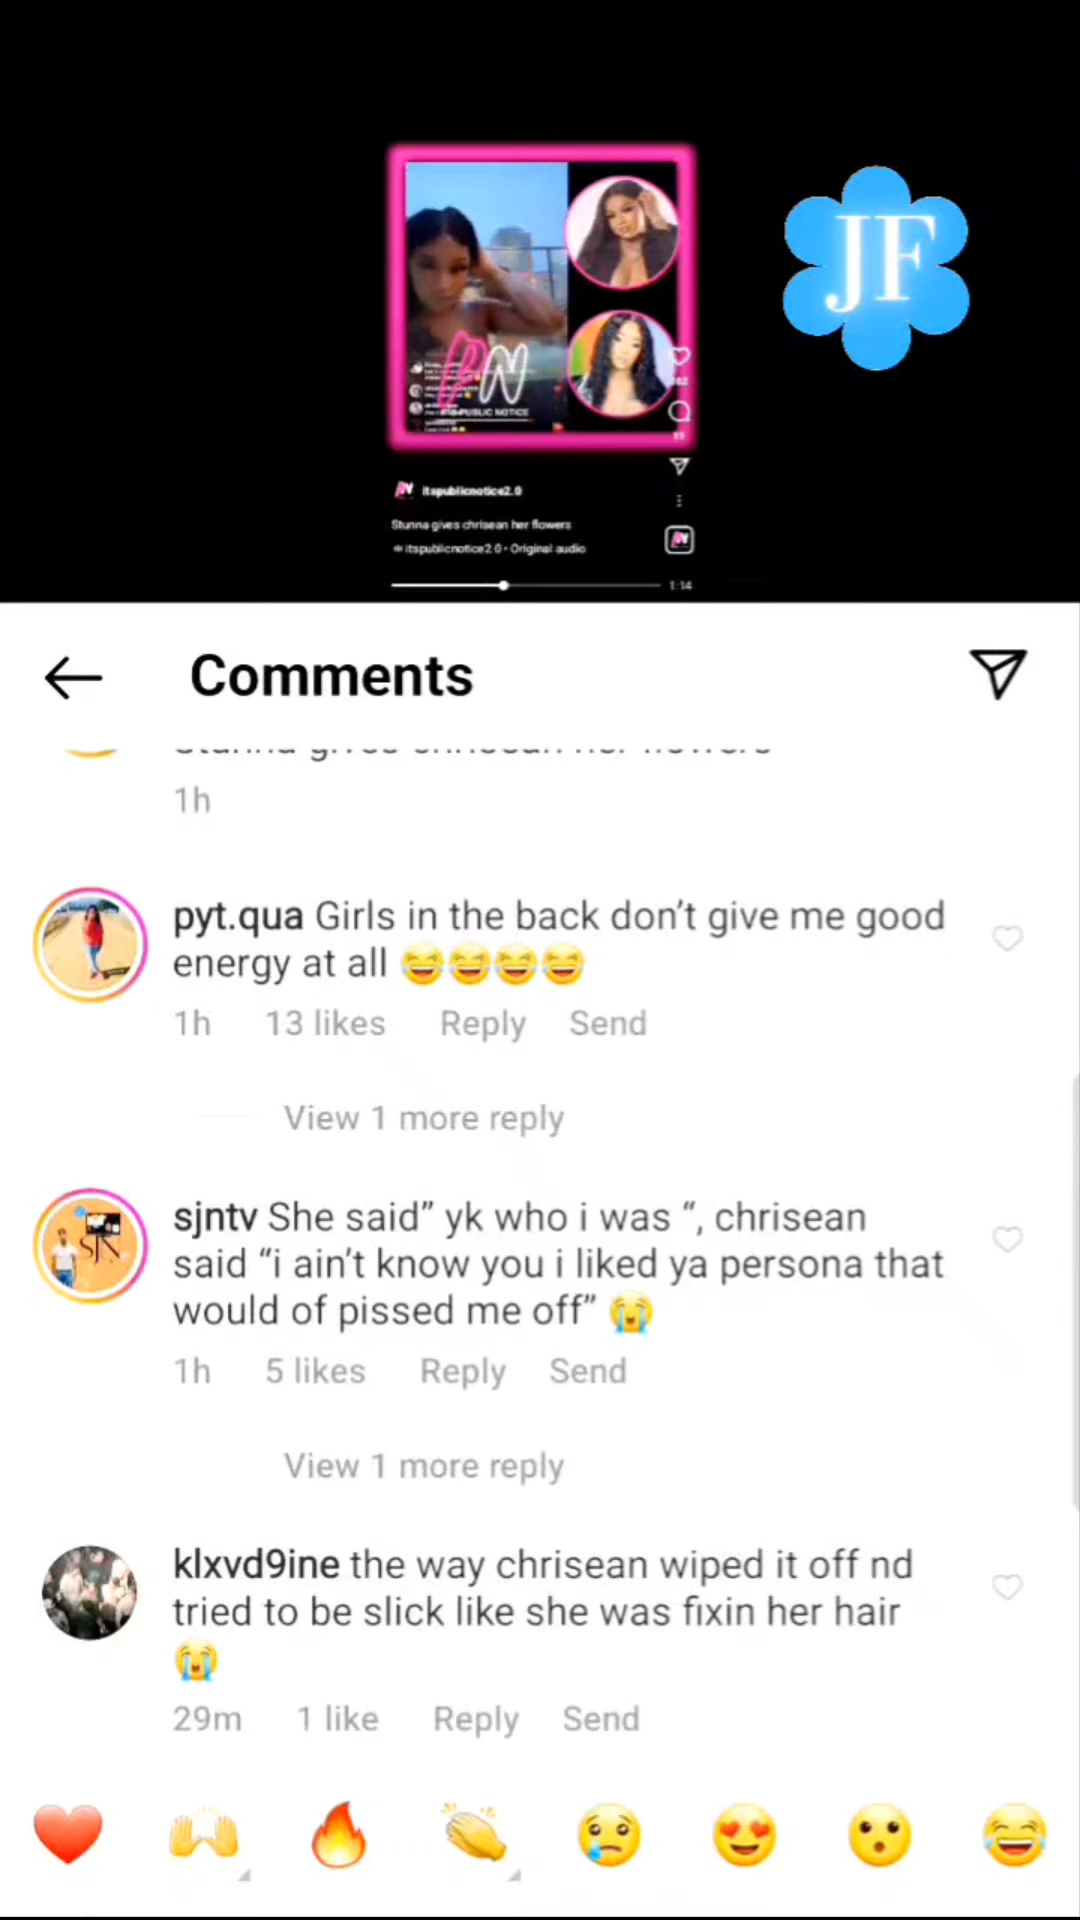 JF
PN
PUBLIC NOTICE
itspublicnotice2.0
Stunna gives chrisean her flowers
itspublicnotice2.0 • Original audio
1:14
Comments
Stunna gives chrisean her flowers
1h
pyt.qua Girls in the back don’t give me good
energy at all 😂😂😂😂
1h 13 likes Reply Send
View 1 more reply
sjntv She said” yk who i was “, chrisean
said “i ain’t know you i liked ya persona that
would of pissed me off” 😭
1h 5 likes Reply Send
View 1 more reply
klxvd9ine the way chrisean wiped it off nd
tried to be slick like she was fixin her hair
😭
29m 1 like Reply Send